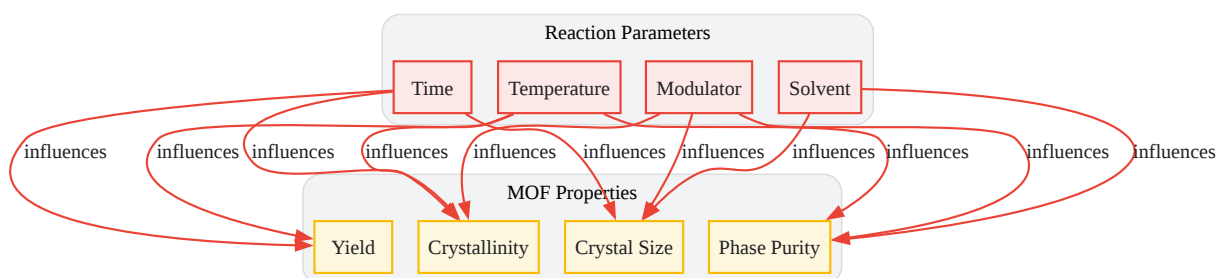 Reaction Parameters
Time Temperature Modulator Solvent
influences influences influences influences influences influences influences influences influences influences influences
MOF Properties
Yield Crystallinity Crystal Size Phase Purity